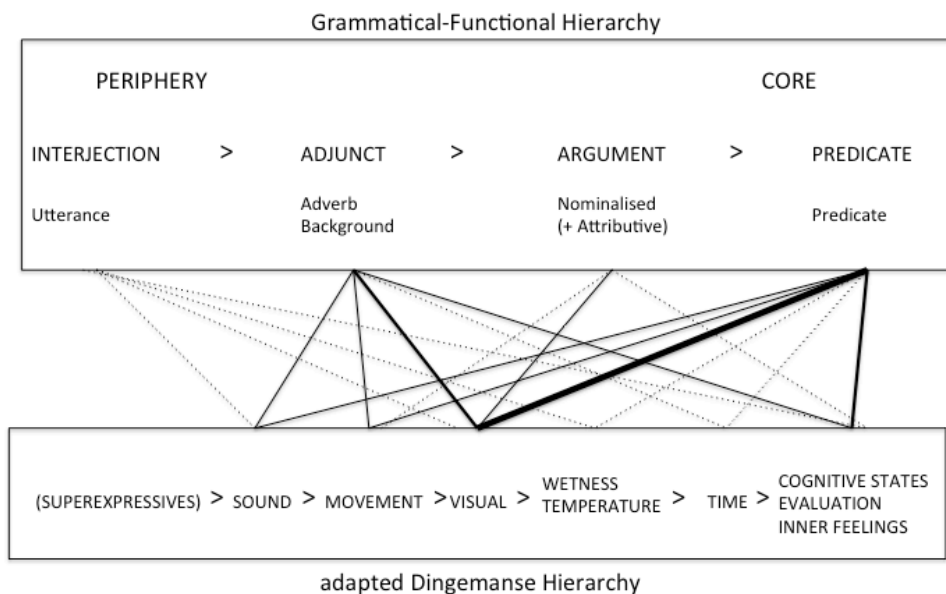 Grammatical-Functional Hierarchy
PERIPHERY CORE
INTERJECTION > ADJUNCT > ARGUMENT > PREDICATE
Utterance Adverb Nominalised Predicate
Background (+ Attributive)
COGNITIVE STATES
WETNESS EVALUATION
(SUPEREXPRESSIVES) > SOUND > MOVEMENT >VISUAL > TEMPERATURE > TIME > INNER FEELINGS
adapted Dingemanse Hierarchy